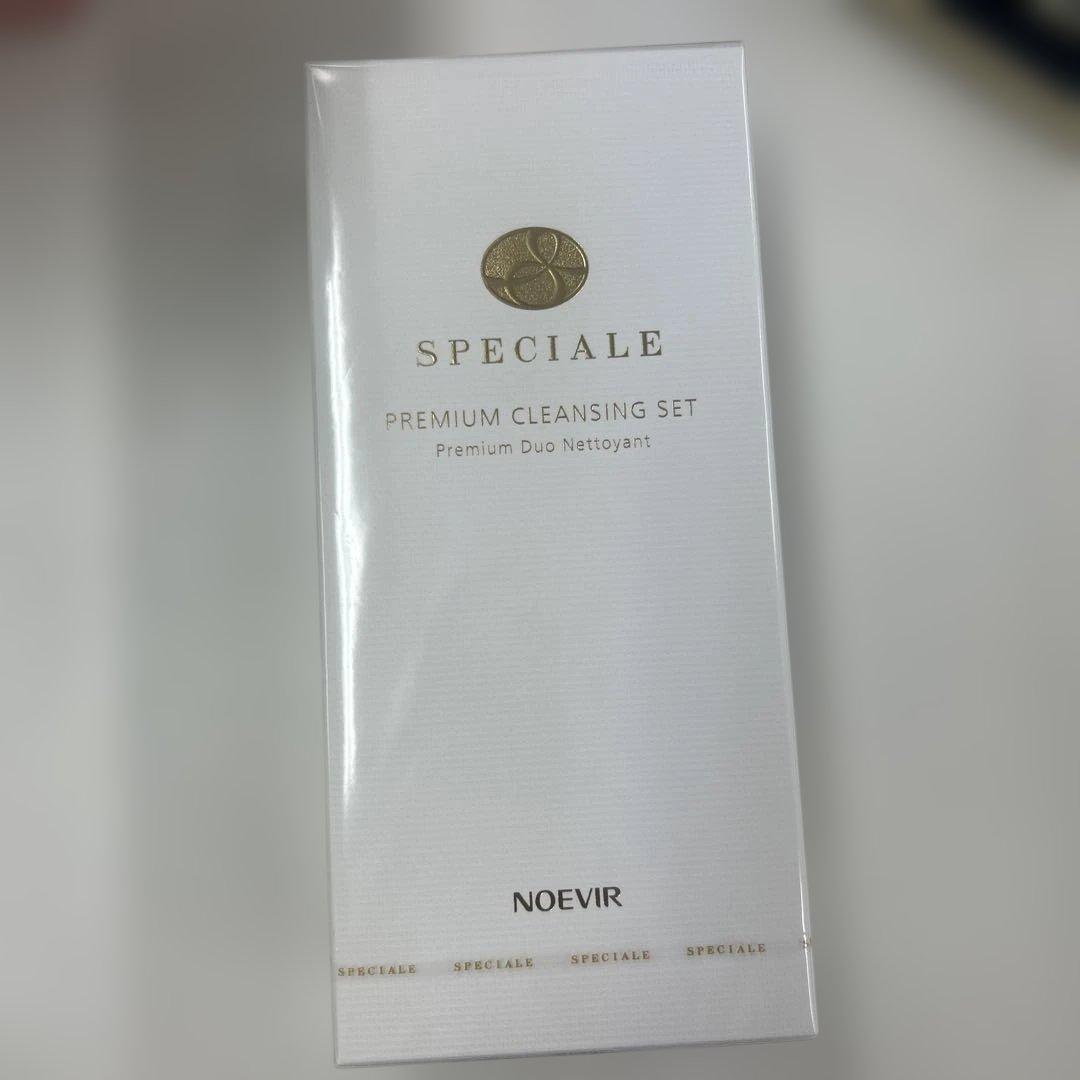 SPECIALE
PREMIUM CLEANSING SET
Premium Duo Nettoyant
NOEVIR
SPECIALE SPECIALE SPECIALE SPECIALE S